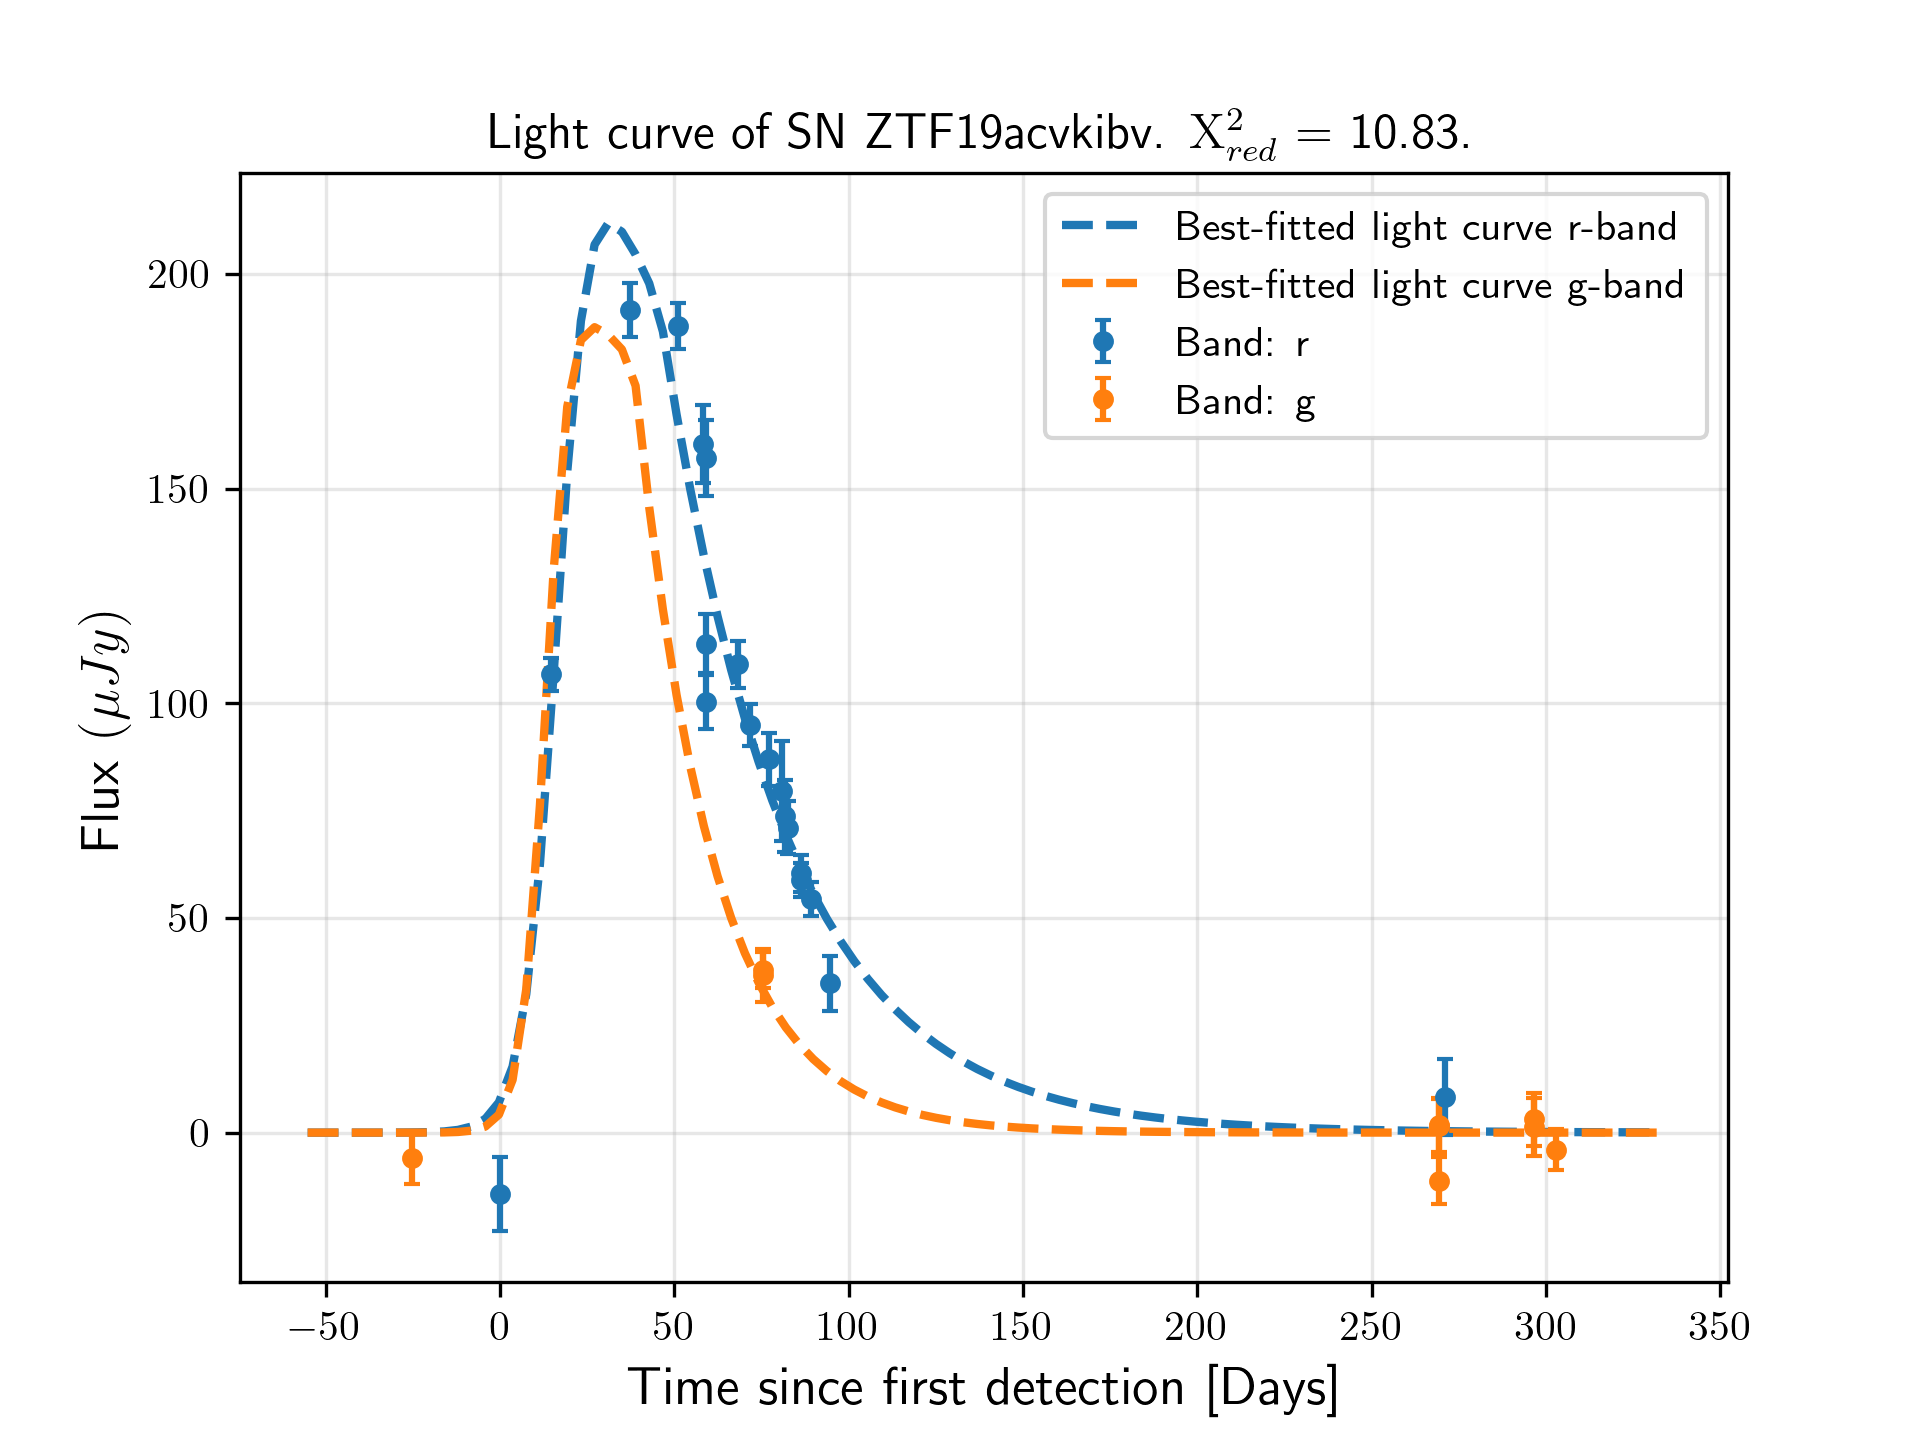 Light curve of SN ZTF19acvkibv. X²_red = 10.83.
Best-fitted light curve r-band
Best-fitted light curve g-band
Band: r
Band: g
Flux (μJy)
200
150
100
50
0
−50 0 50 100 150 200 250 300 350
Time since first detection [Days]